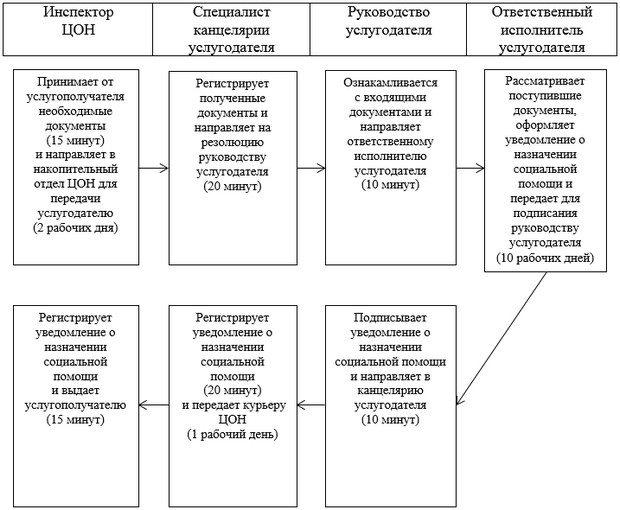 Инспектор
ЦОН
Специалист
канцелярии
услугодателя
Руководство
услугодателя
Ответственный
исполнитель
услугодателя
Принимает от
услугополучателя
необходимые
документы
(15 минут)
и направляет в
накопительный
отдел ЦОН для
передачи
услугодателю
(2 рабочих дня)
Регистрирует
полученные
документы и
направляет на
резолюцию
руководству
услугодателя
(20 минут)
Ознакамливается
с входящими
документами и
направляет
ответственному
исполнителю
услугодателя
(10 минут)
Рассматривает
поступившие
документы,
оформляет
уведомление о
назначении
социальной
помощи и
передает для
подписания
руководству
услугодателя
(10 рабочих дней)
Регистрирует
уведомление о
назначении
социальной
помощи
и выдает
услугополучателю
(15 минут)
Регистрирует
уведомление о
назначении
социальной
помощи
(20 минут)
и передает курьеру
ЦОН
(1 рабочий день)
Подписывает
уведомление о
назначении
социальной помощи
и направляет в
канцелярию
услугодателя
(10 минут)